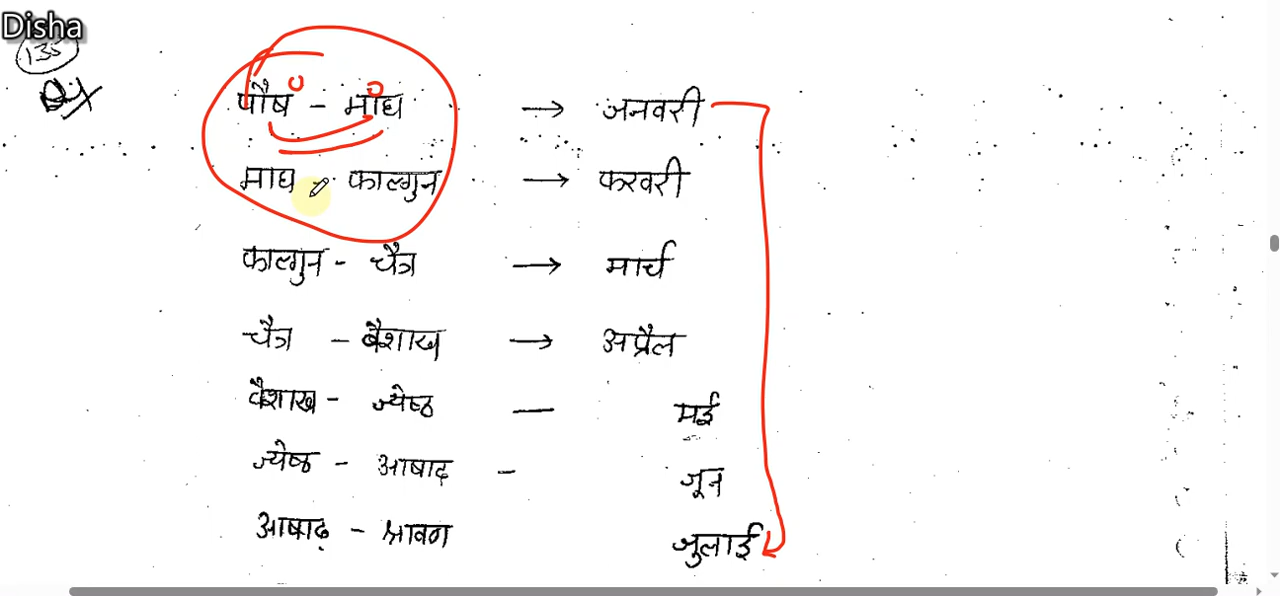 Disha
135
पौष - माघ → जनवरी
माघ - फाल्गुन → फरवरी
फाल्गुन - चैत्र → मार्च
चैत्र - बैशाख → अप्रैल
वैशाख - ज्येष्ठ — मई
ज्येष्ठ - आषाढ़ - जून
आषाढ़ - श्रावण जुलाई